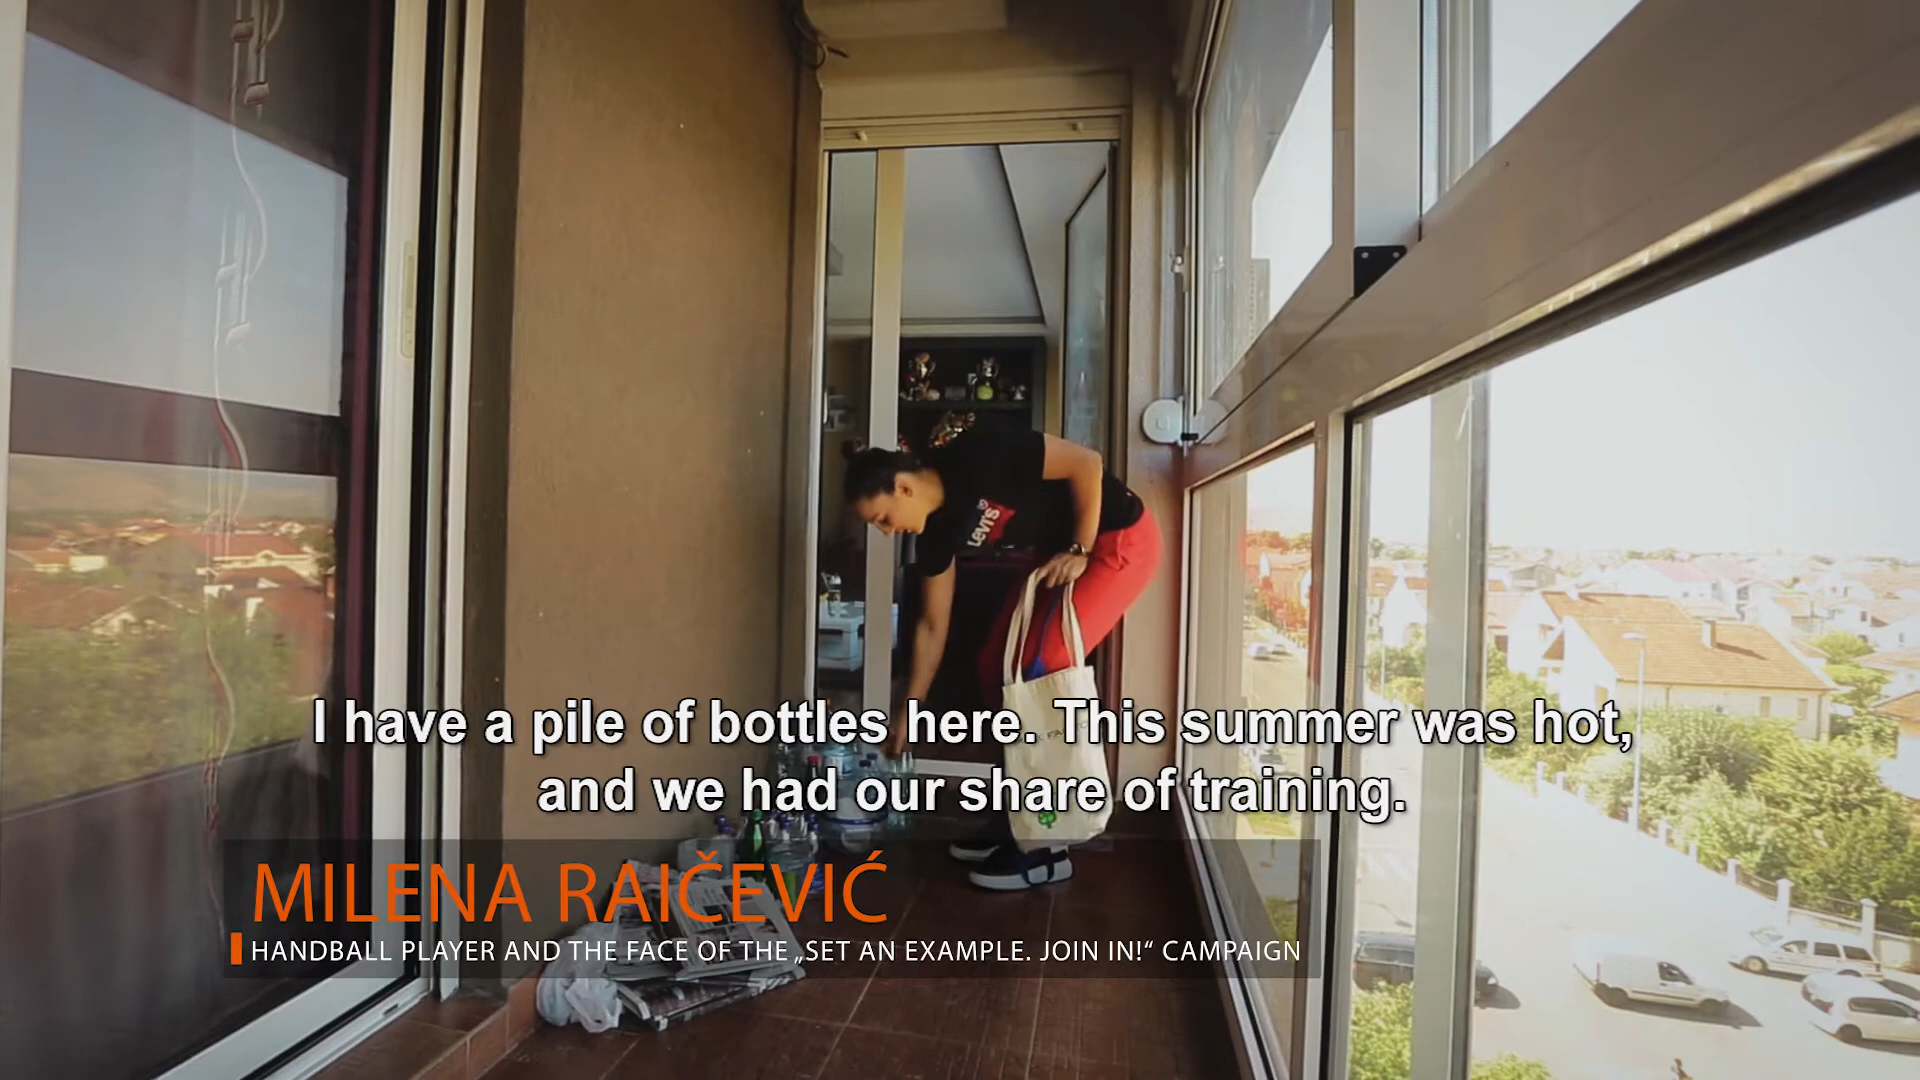 LEVI'S
I have a pile of bottles here. This summer was hot,
and we had our share of training.
MILENA RAIČEVIĆ
HANDBALL PLAYER AND THE FACE OF THE „SET AN EXAMPLE. JOIN IN!“ CAMPAIGN